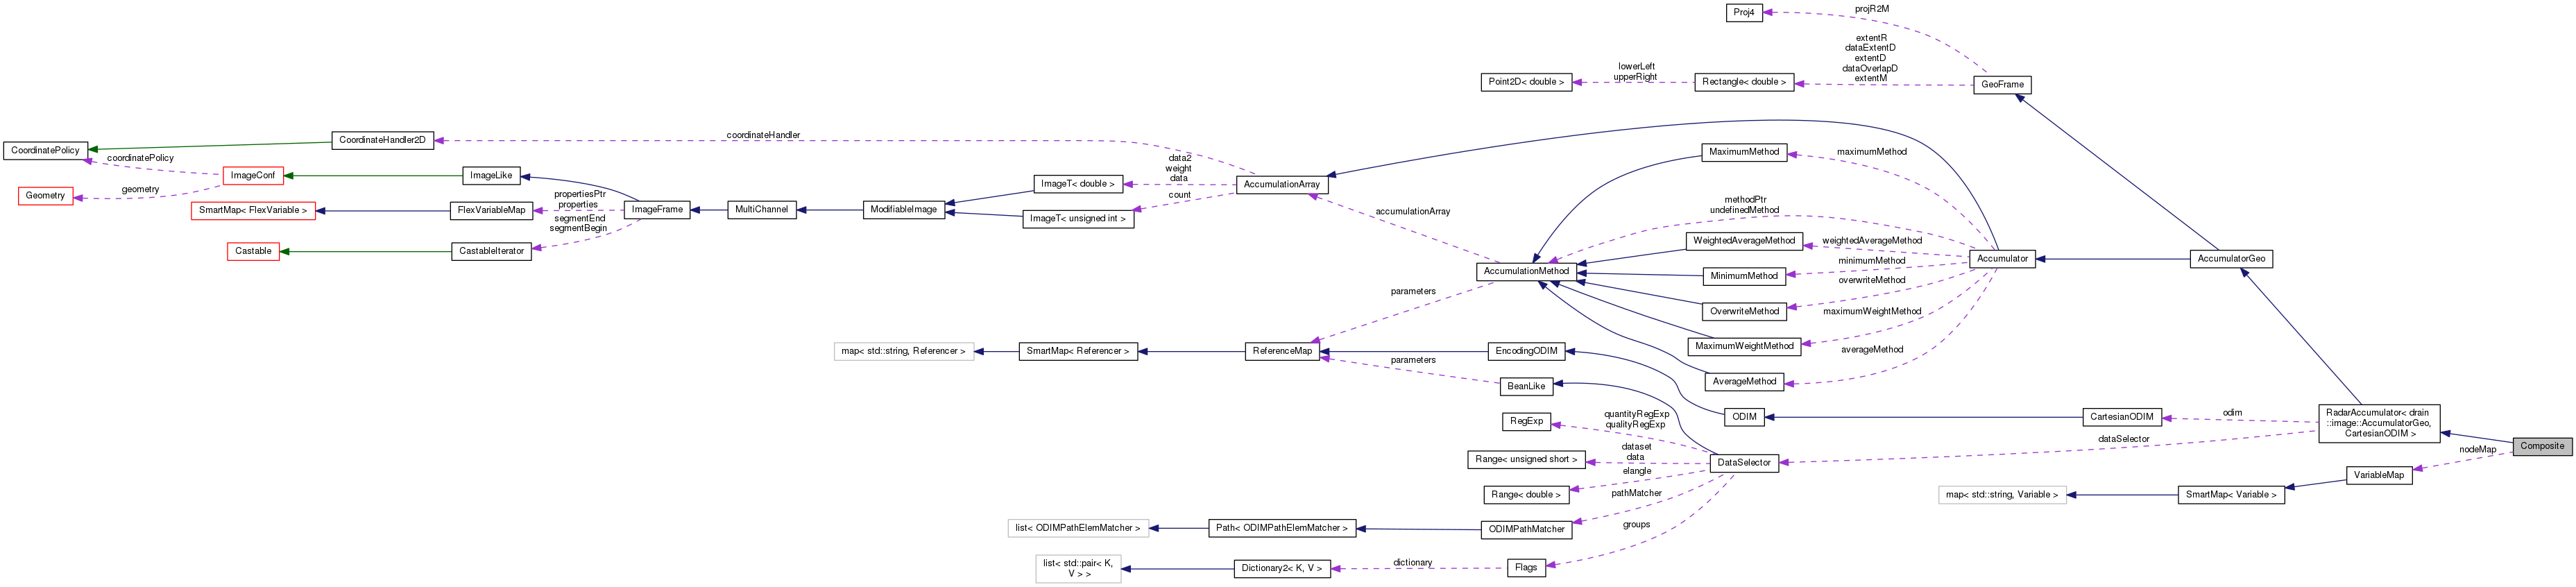 Proj4
projR2M
extentR
dataExtentD
extentD
dataOverlapD
extentM
lowerLeft
upperRight
Point2D< double >
Rectangle< double >
GeoFrame
CoordinateHandler2D
coordinateHandler
CoordinatePolicy
coordinatePolicy
ImageConf
ImageLike
geometry
Geometry
propertiesPtr
properties
SmartMap< FlexVariable >
FlexVariableMap
segmentEnd
segmentBegin
ImageFrame
MultiChannel
ModifiableImage
Castable
CastableIterator
ImageT< double >
ImageT< unsigned int >
data2
weight
data
count
AccumulationArray
accumulationArray
MaximumMethod
maximumMethod
methodPtr
undefinedMethod
WeightedAverageMethod
weightedAverageMethod
AccumulationMethod
MinimumMethod
minimumMethod
OverwriteMethod
overwriteMethod
MaximumWeightMethod
maximumWeightMethod
AverageMethod
averageMethod
Accumulator
AccumulatorGeo
parameters
map< std::string, Referencer >
SmartMap< Referencer >
ReferenceMap
EncodingODIM
parameters
BeanLike
ODIM
CartesianODIM
odim
RadarAccumulator< drain
::image::AccumulatorGeo,
CartesianODIM >
Composite
RegExp
quantityRegExp
qualityRegExp
dataSelector
nodeMap
Range< unsigned short >
dataset
data
DataSelector
elangle
Range< double >
pathMatcher
VariableMap
map< std::string, Variable >
SmartMap< Variable >
list< ODIMPathElemMatcher >
Path< ODIMPathElemMatcher >
ODIMPathMatcher
groups
list< std::pair< K,
V > >
Dictionary2< K, V >
dictionary
Flags